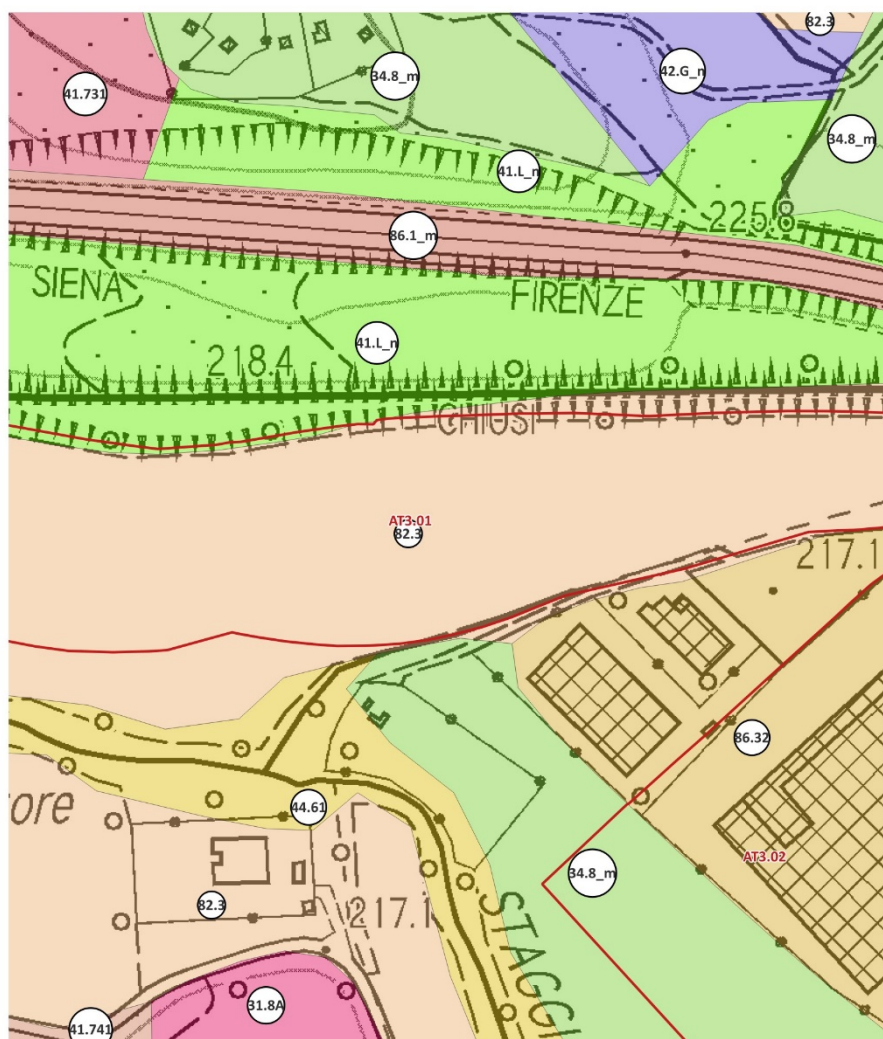 82.3
34.8_m
42.G_n
41.731
34.8_m
41.L_n
225.8
86.1_m
SIENA
FIRENZE
41.L_n
218.4
CHIUSI
AT3.01
82.3
217.1
86.32
44.61
ore
AT3.02
34.8_m
82.3
217.1
STAGGI
31.8A
41.741